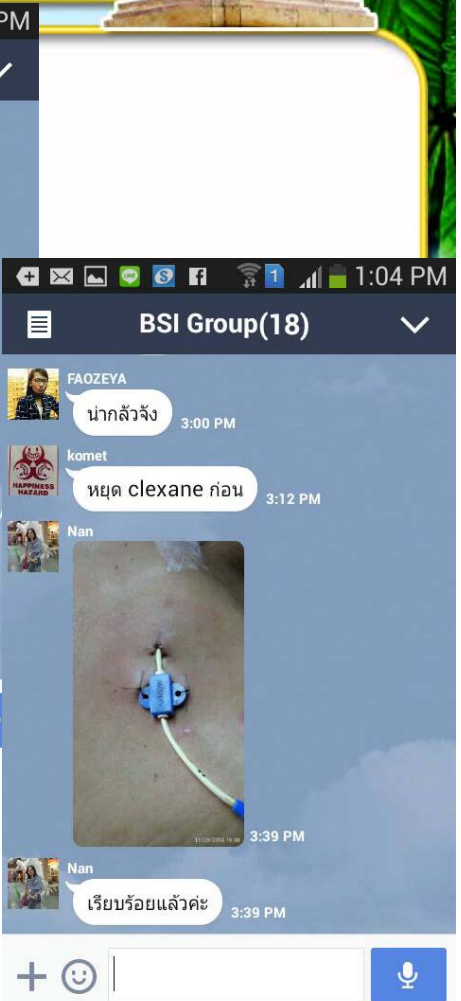 PM
1:04 PM
BSI Group(18)
FAOZEYA
น่ากลัวจัง
3:00 PM
HAPPINESS
HAZARD
komet
หยุด clexane ก่อน
3:12 PM
Nan
3:39 PM
Nan
เรียบร้อยแล้วค่ะ
3:39 PM